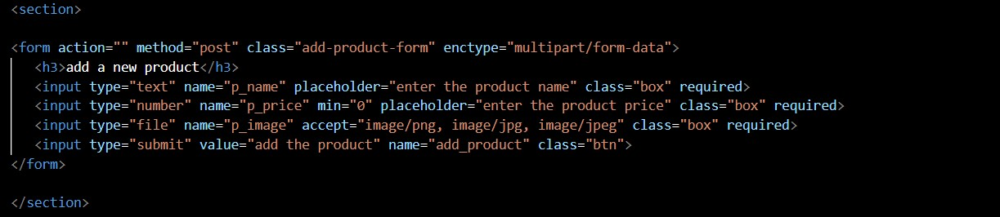 <section>
<form action="" method="post" class="add-product-form" enctype="multipart/form-data">
<h3>add a new product</h3>
<input type="text" name="p_name" placeholder="enter the product name" class="box" required>
<input type="number" name="p_price" min="0" placeholder="enter the product price" class="box" required>
<input type="file" name="p_image" accept="image/png, image/jpg, image/jpeg" class="box" required>
<input type="submit" value="add the product" name="add_product" class="btn">
</form>
</section>